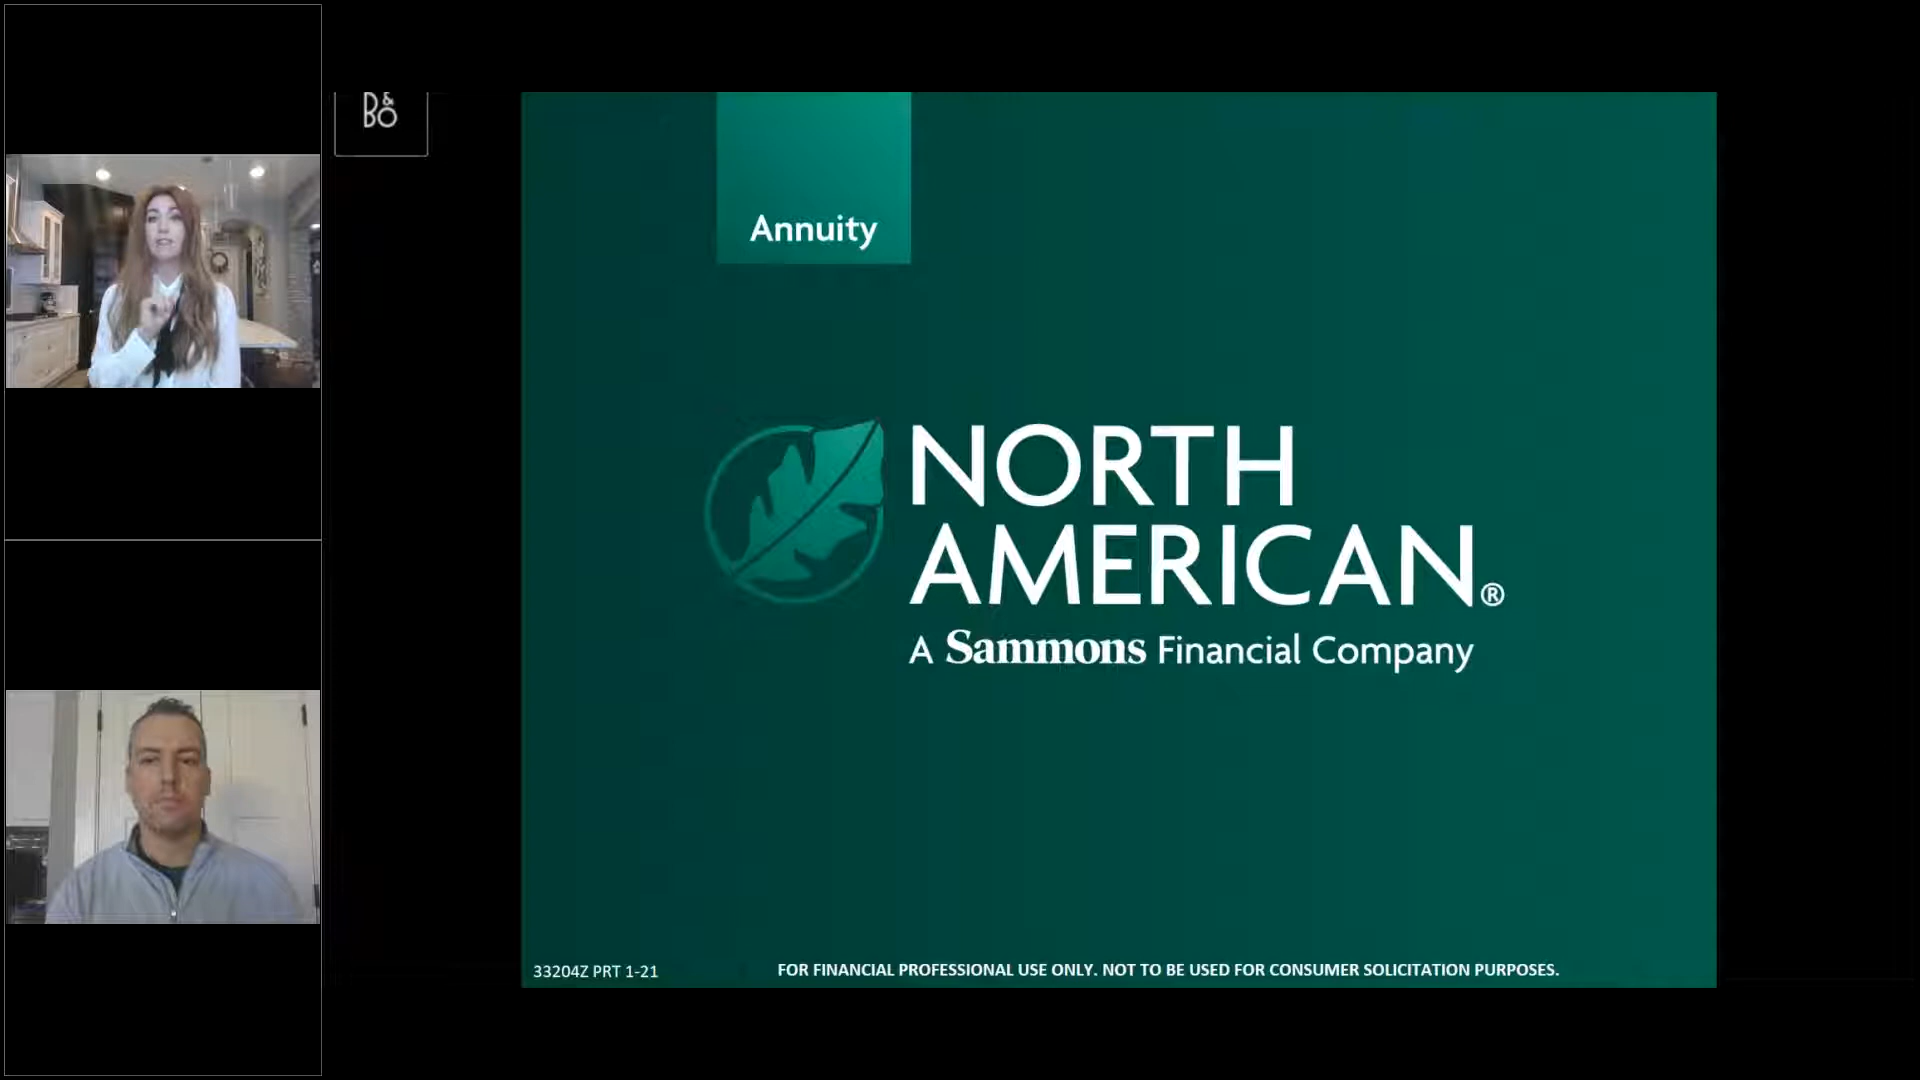 B&
BO
Annuity
NORTH
AMERICAN®
A Sammons Financial Company
33204Z PRT 1-21
FOR FINANCIAL PROFESSIONAL USE ONLY. NOT TO BE USED FOR CONSUMER SOLICITATION PURPOSES.